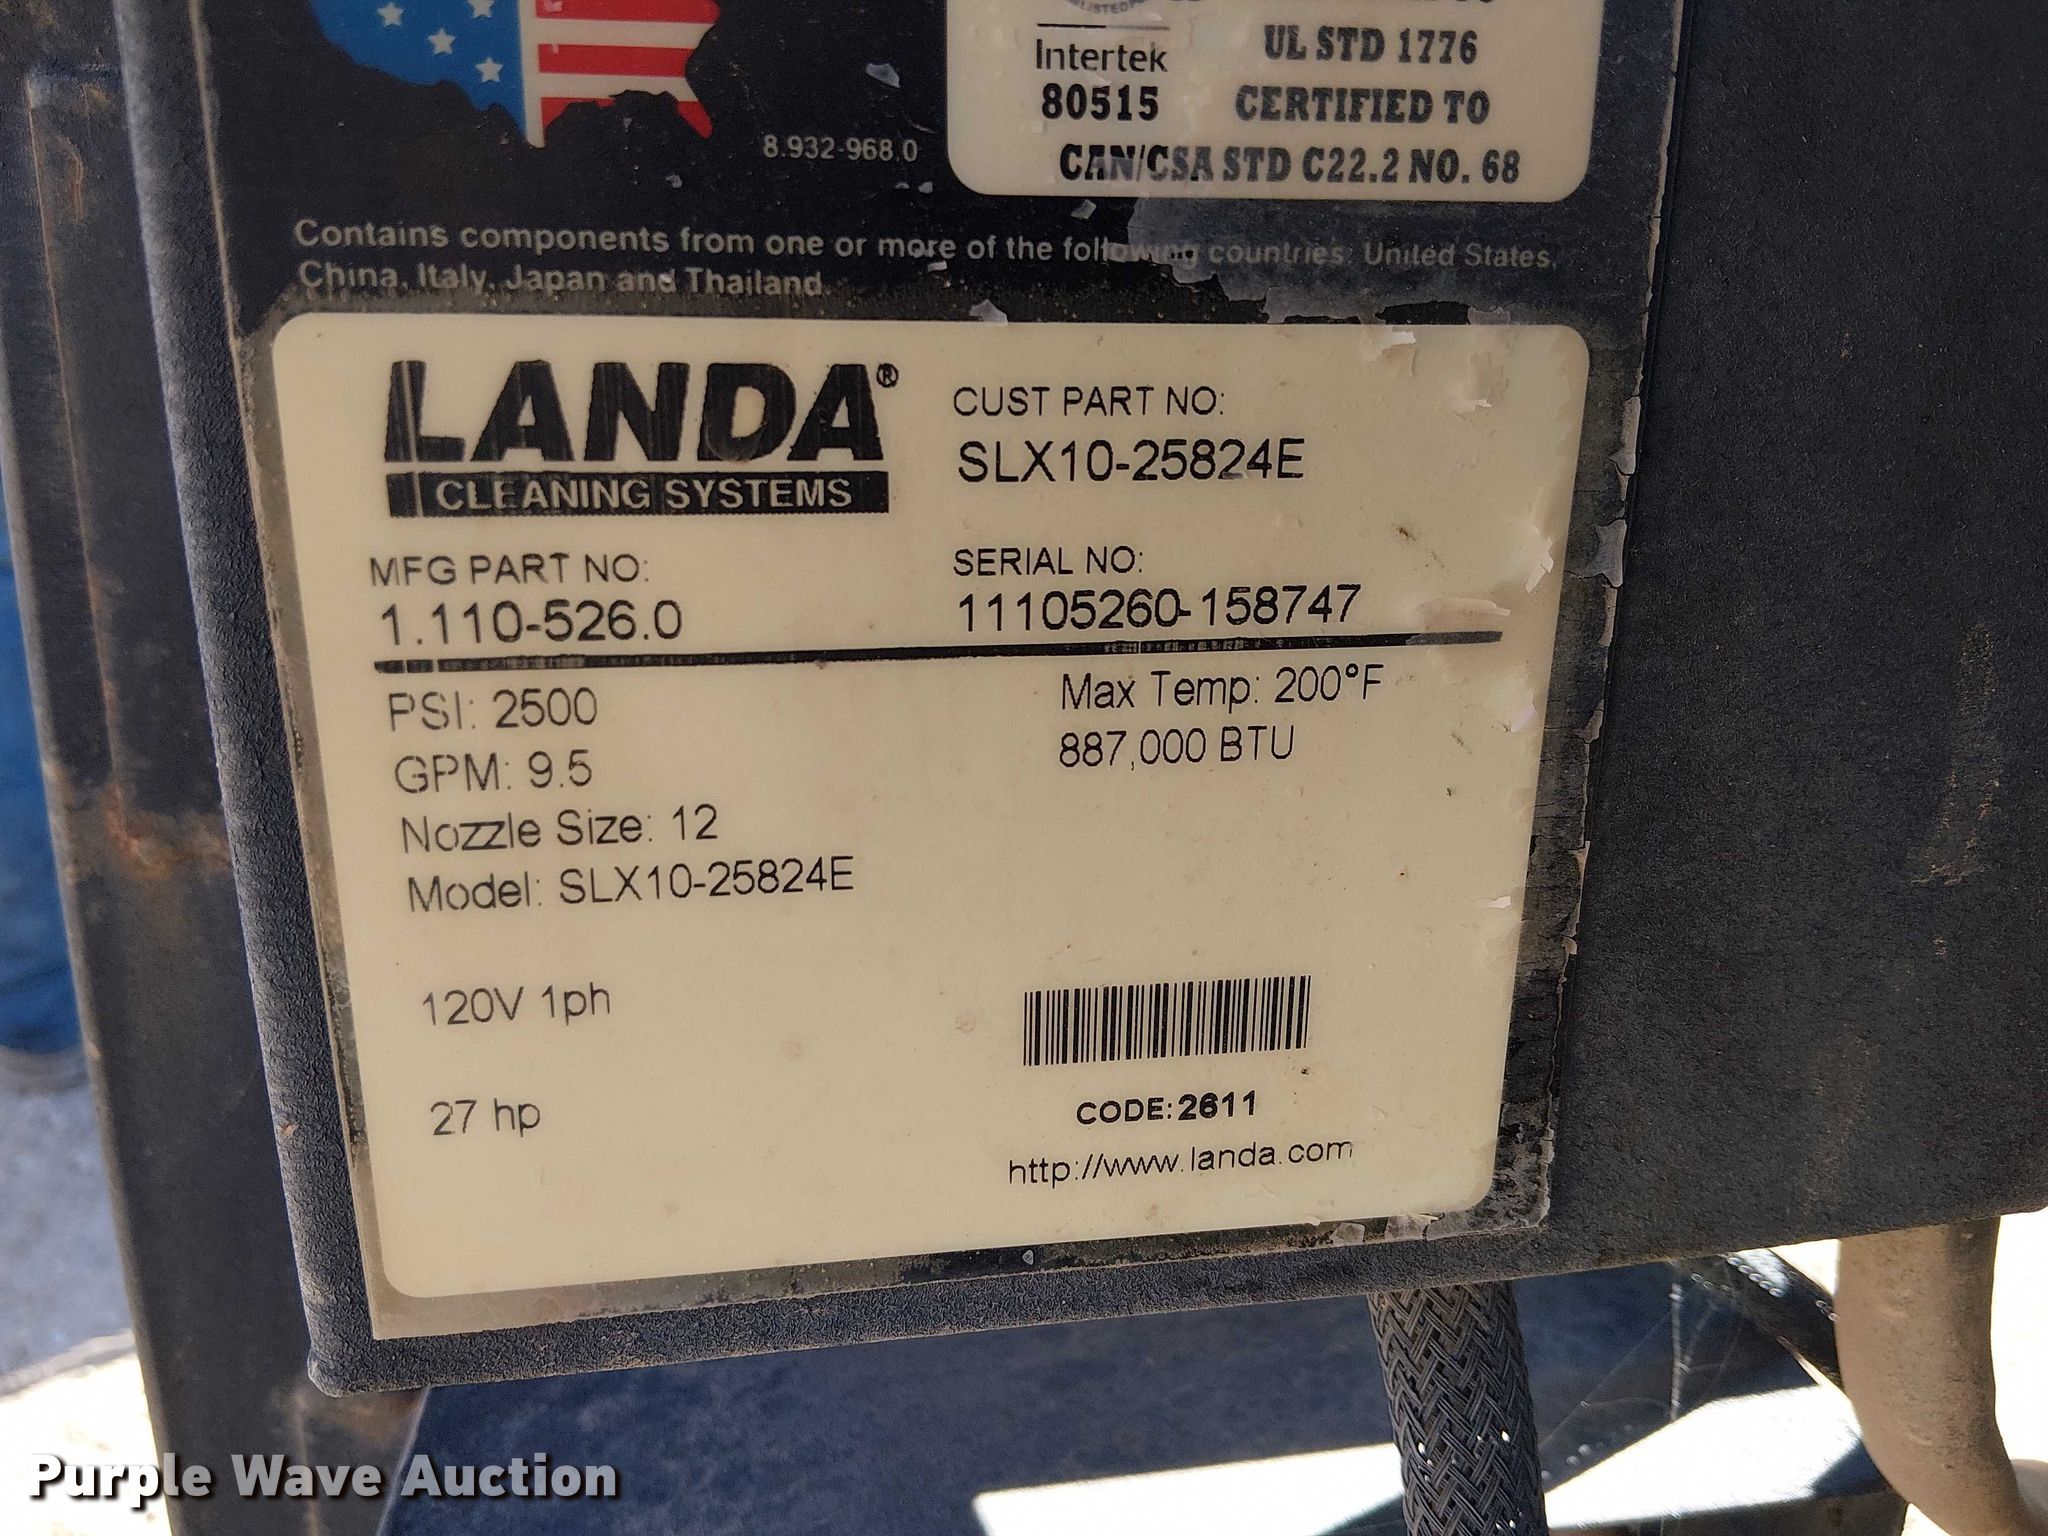 UL STD 1776
Intertek
80515
CERTIFIED TO
CAN/CSA STD C22.2 NO. 68
8.932-968.0
Contains components from one or more of the following countries: United States,
China, Italy, Japan and Thailand.
LANDA®
CLEANING SYSTEMS
CUST PART NO:
SLX10-25824E
MFG PART NO:
1.110-526.0
SERIAL NO:
11105260-158747
PSI: 2500
GPM: 9.5
Nozzle Size: 12
Model: SLX10-25824E
Max Temp: 200°F
887,000 BTU
120V 1ph
27 hp
CODE:2611
http://www.landa.com
Purple Wave Auction